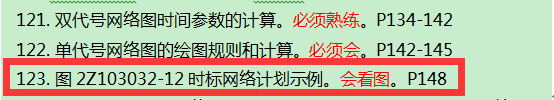 121. 双代号网络图时间参数的计算。必须熟练。P134-142
122. 单代号网络图的绘图规则和计算。必须会。P142-145
123. 图 2Z103032-12 时标网络计划示例。会看图。P148